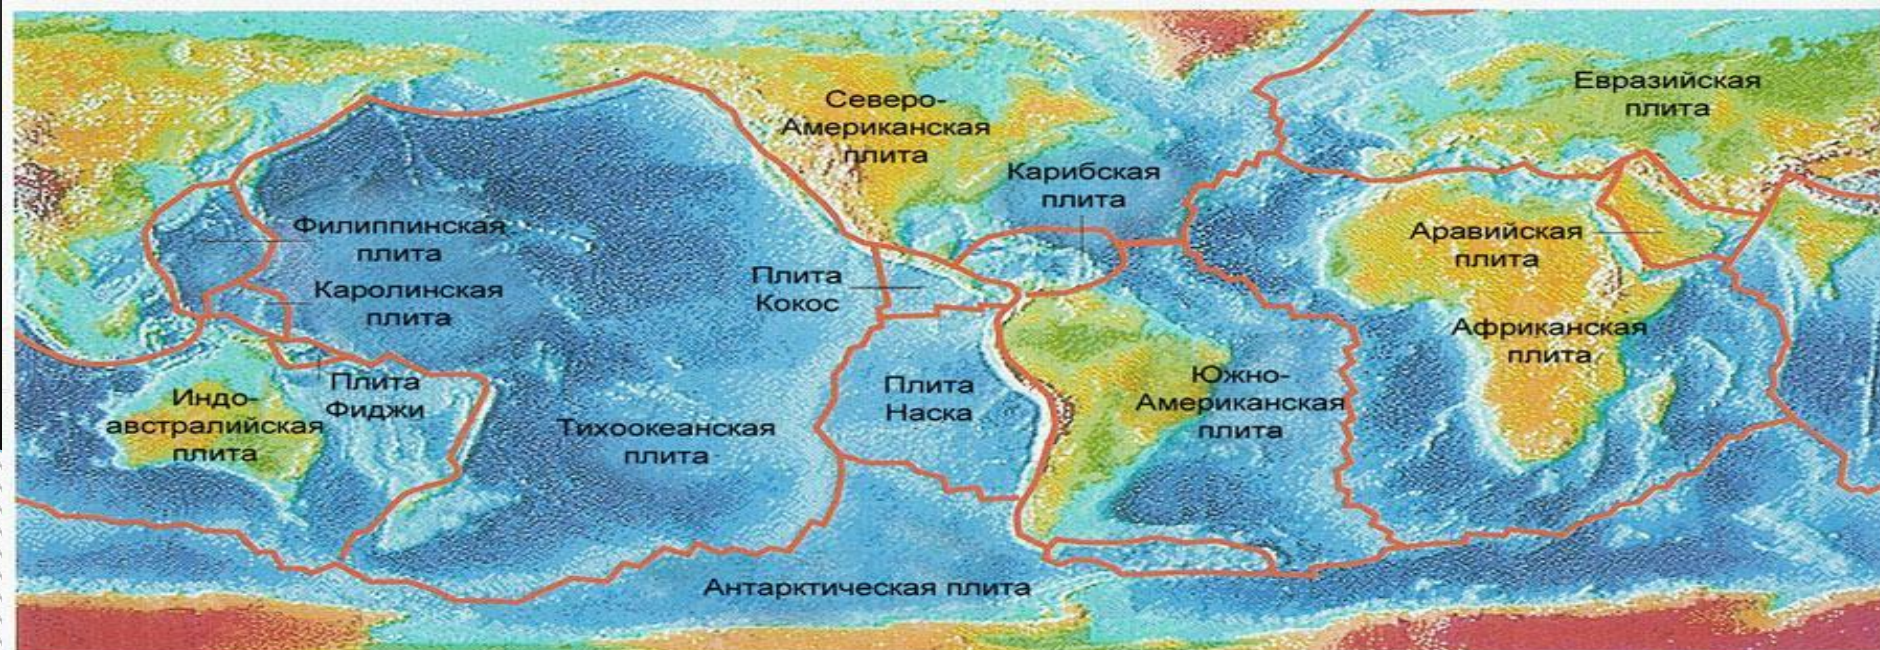 Евразийская
плита
Северо-
Американская
плита
Карибская
плита
Филиппинская
плита
Аравийская
плита
Плита
Кокос
Каролинская
плита
Африканская
плита
Плита
Фиджи
Плита
Наска
Южно-
Американская
плита
Индо-
австралийская
плита
Тихоокеанская
плита
Антарктическая плита